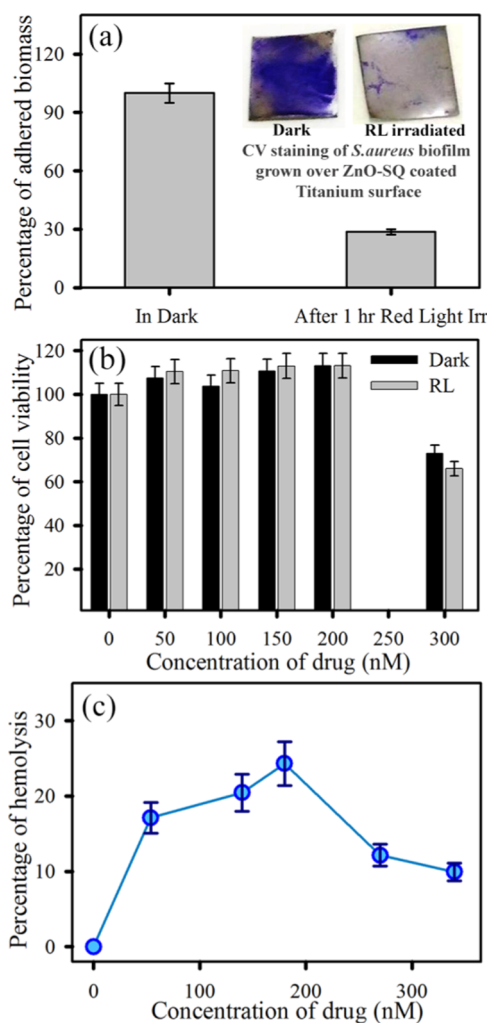 (a)
Percentage of adhered biomass
120
90
60
30
0
Dark
RL irradiated
CV staining of S.aureus biofilm
grown over ZnO-SQ coated
Titanium surface
In Dark
After 1 hr Red Light Irr
(b)
Percentage of cell viability
120
100
80
60
40
20
Dark
RL
0 50 100 150 200 250 300
Concentration of drug (nM)
(c)
Percentage of hemolysis
30
20
10
0
0 100 200 300
Concentration of drug (nM)